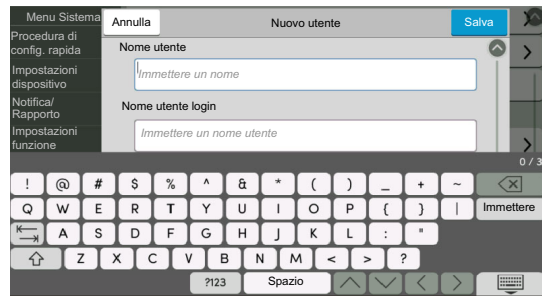 Menu Sistema
Annulla
Nuovo utente
Salva
Procedura di
config. rapida
Impostazioni
dispositivo
Notifica/
Rapporto
Impostazioni
funzione
Nome utente
Immettere un nome
Nome utente login
Immettere un nome utente
0 / 3
! @ # $ % ^ & * ( ) _ + ~
Q W E R T Y U I O P { } | Immettere
A S D F G H J K L : "
Z X C V B N M < > ?
?123 Spazio